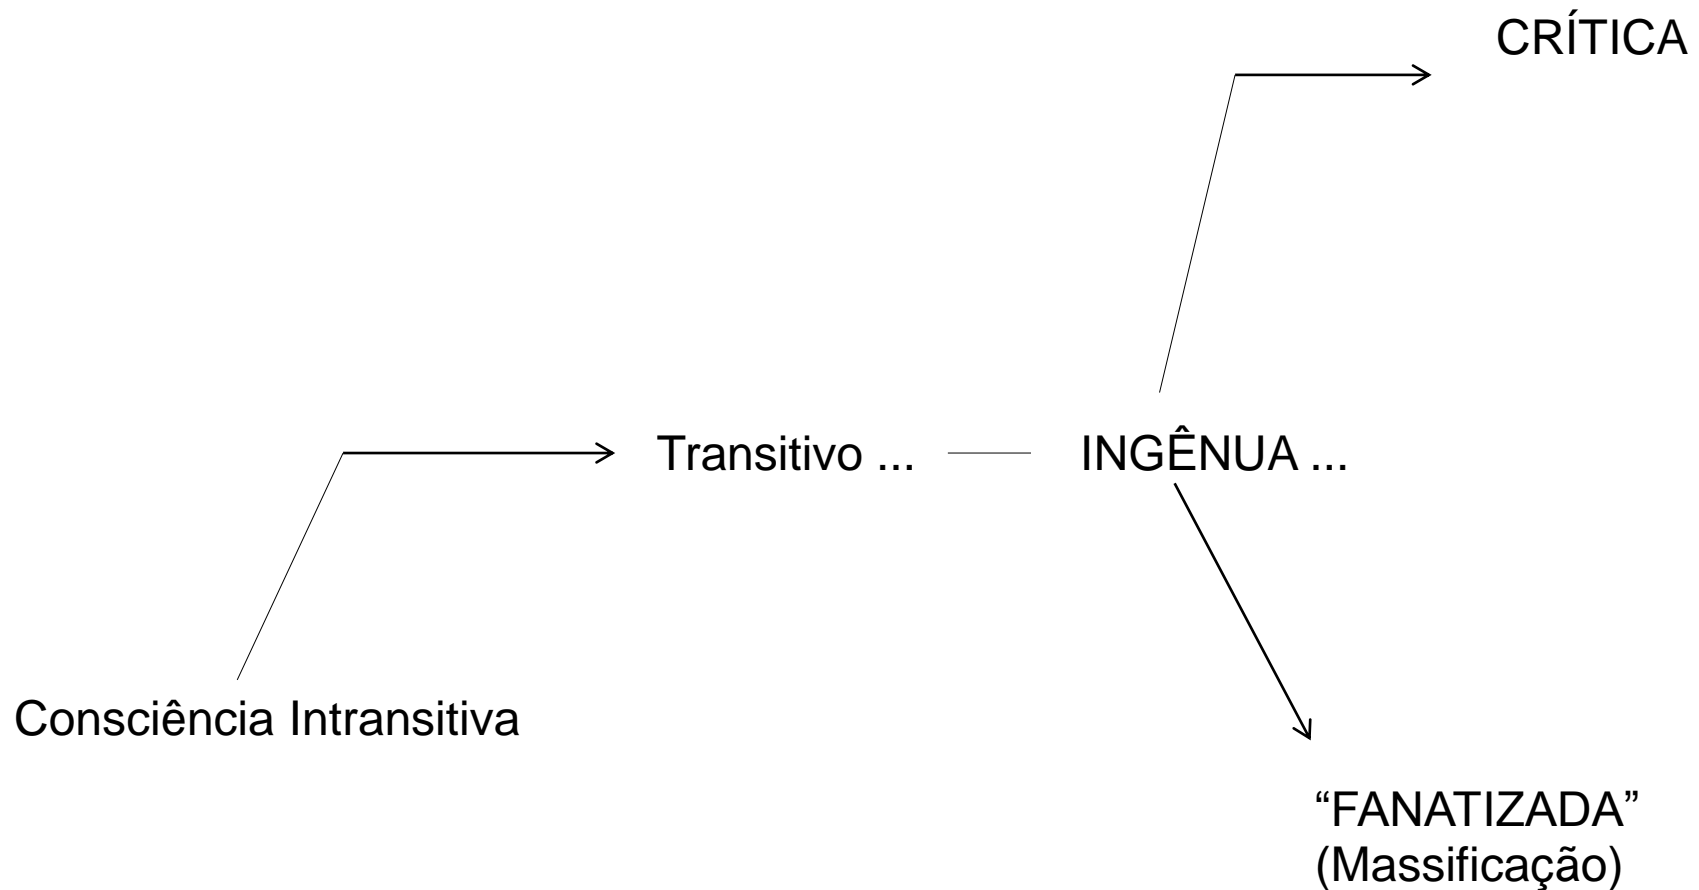 CRÍTICA
Transitivo ... INGÊNUA ...
Consciência Intransitiva
“FANATIZADA”
(Massificação)